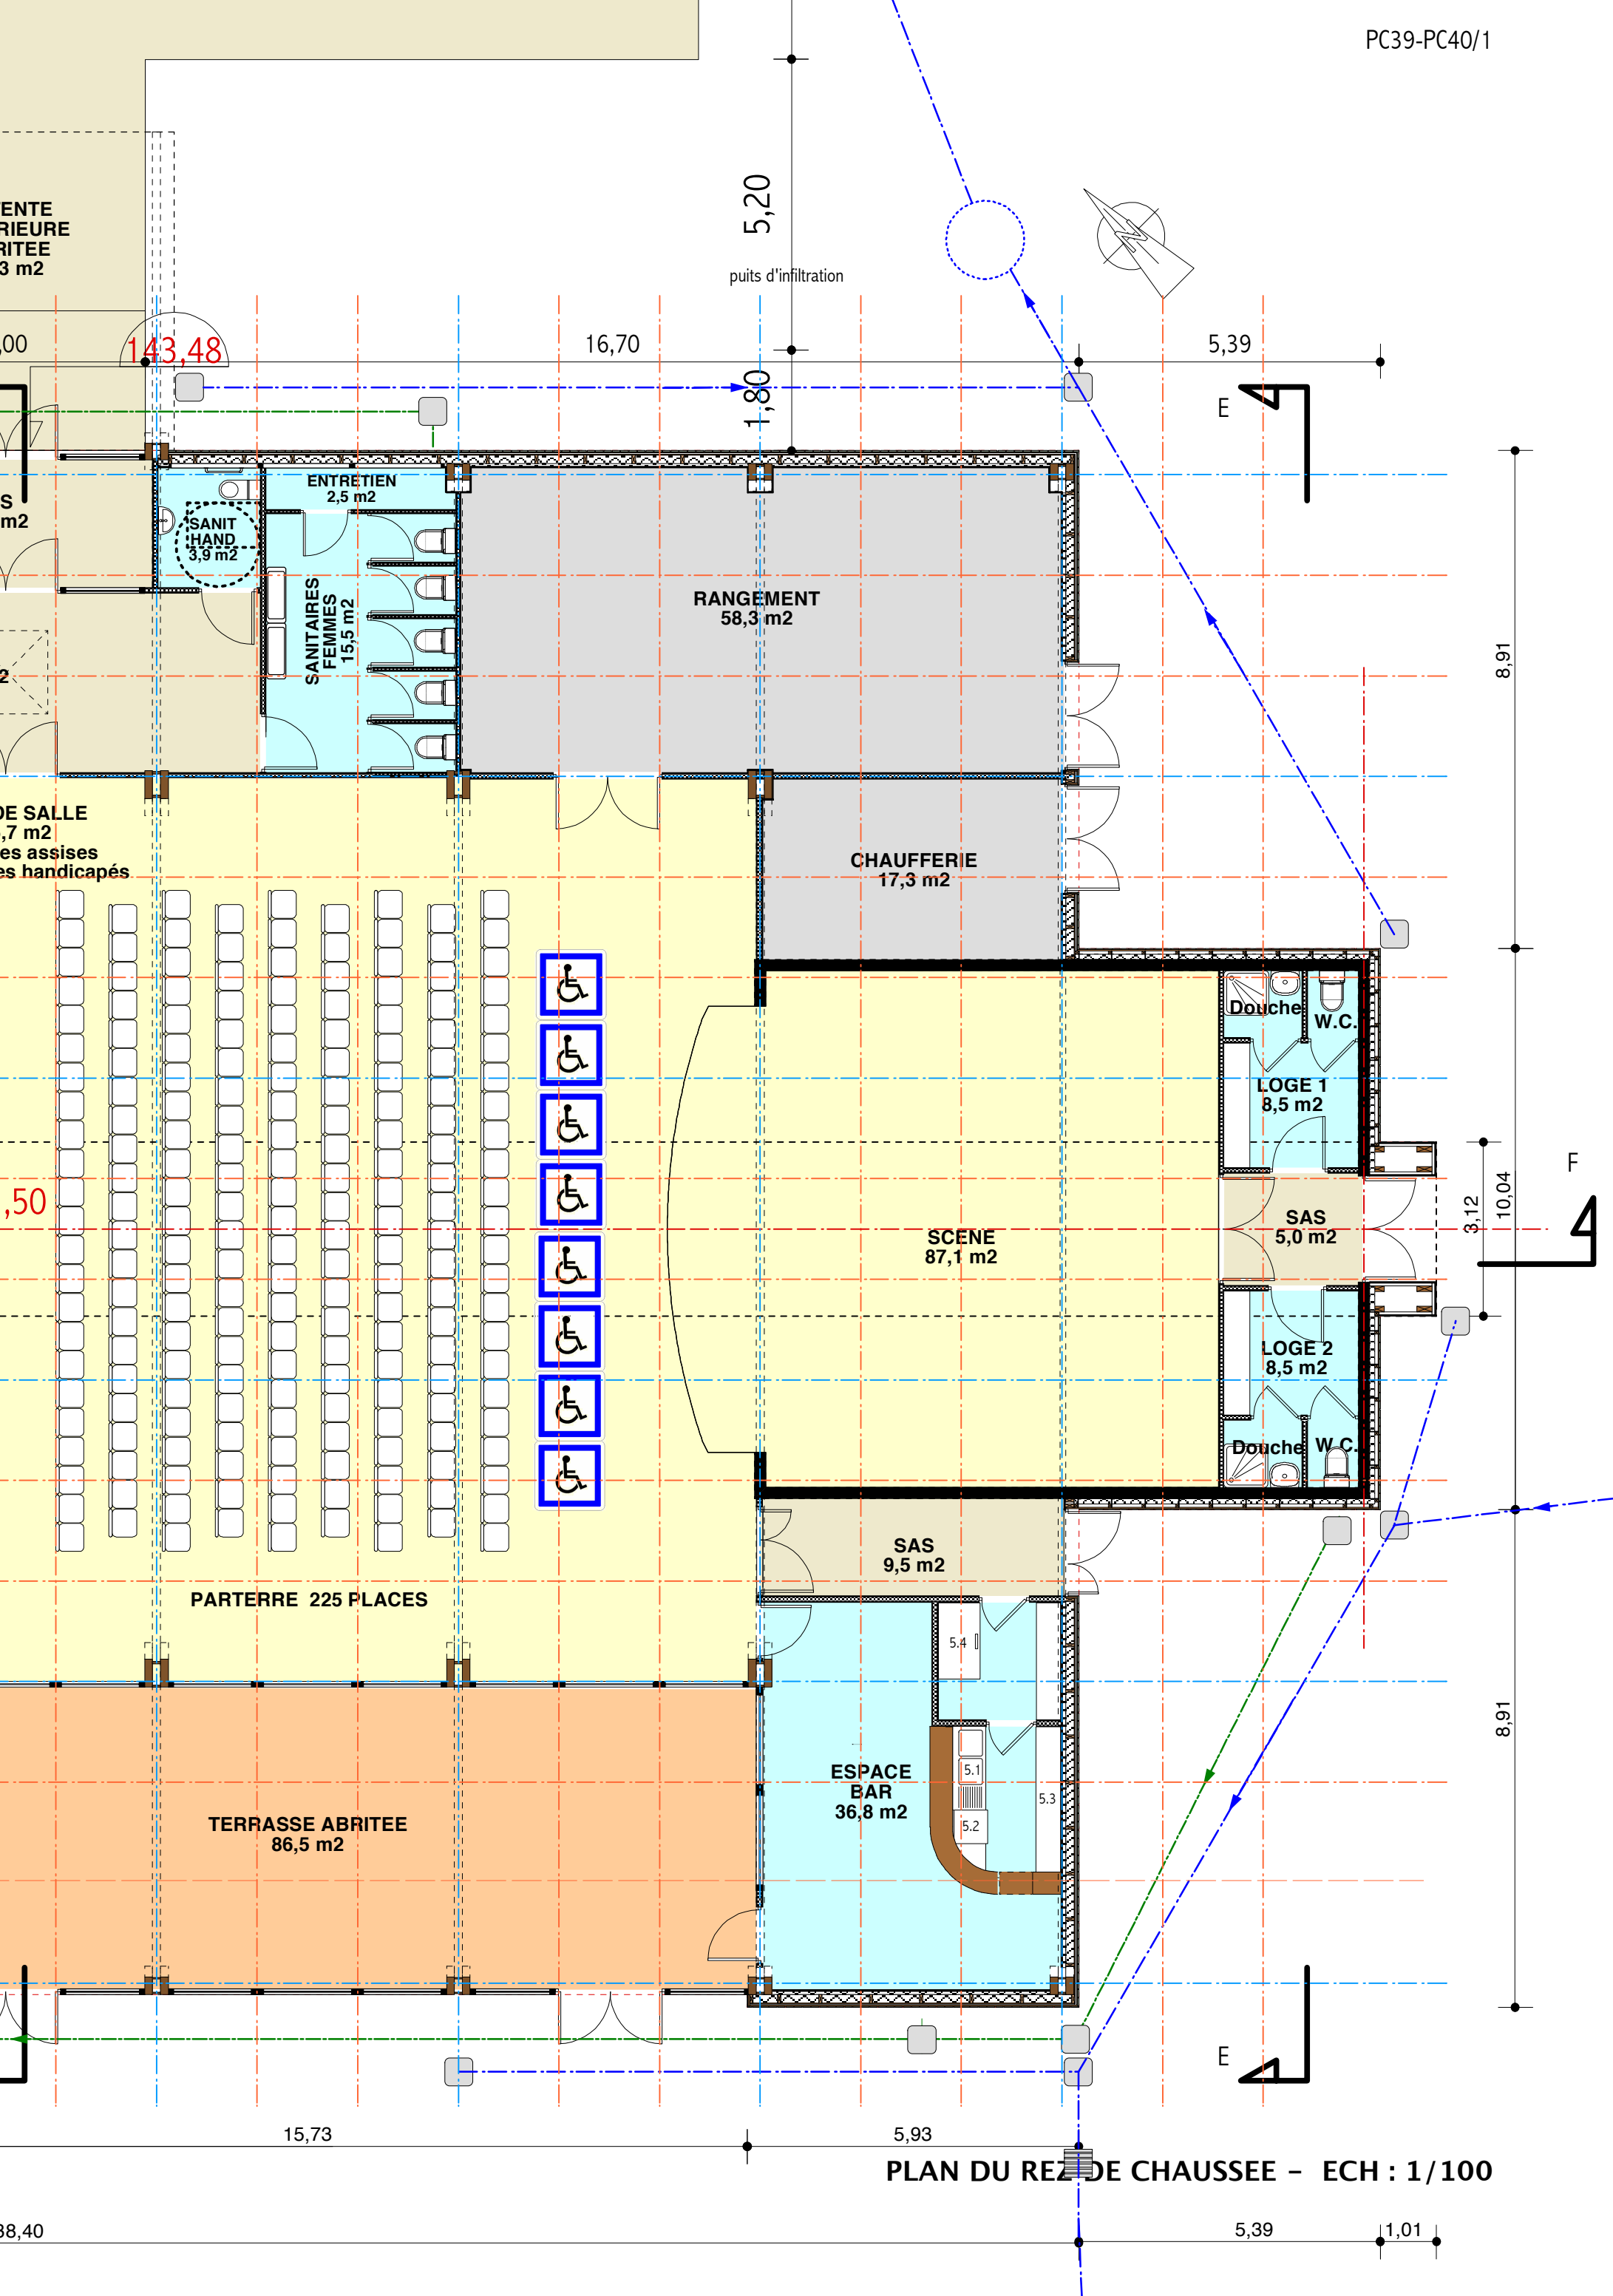 PC39-PC40/1
ENTE
RIEURE
RITEE
3 m2
5,20
puits d'infiltration
N
,00
143,48
16,70
5,39
1,80
E
S
m2
ENTRETIEN
2,5 m2
SANIT
HAND
3,9 m2
SANITAIRES
FEMMES
15,5 m2
RANGEMENT
58,3 m2
8,91
2
DE SALLE
,7 m2
es assises
es handicapés
CHAUFFERIE
17,3 m2
Douche
W.C.
LOGE 1
8,5 m2
F
,50
SCENE
87,1 m2
SAS
5,0 m2
3,12
10,04
LOGE 2
8,5 m2
Douche
W.C.
SAS
9,5 m2
PARTERRE 225 PLACES
5.4
8,91
ESPACE
BAR
36,8 m2
5.1
5.3
5.2
TERRASSE ABRITEE
86,5 m2
E
15,73
5,93
PLAN DU REZ DE CHAUSSEE - ECH : 1/100
38,40
5,39
1,01